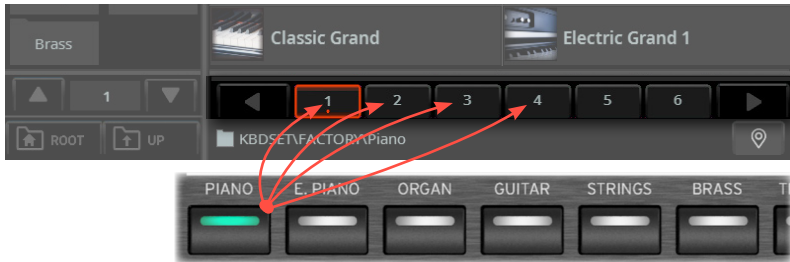 Brass
Classic Grand
Electric Grand 1
1
1 2 3 4 5 6
ROOT
UP
KBDSET\FACTORY\Piano
PIANO E. PIANO ORGAN GUITAR STRINGS BRASS